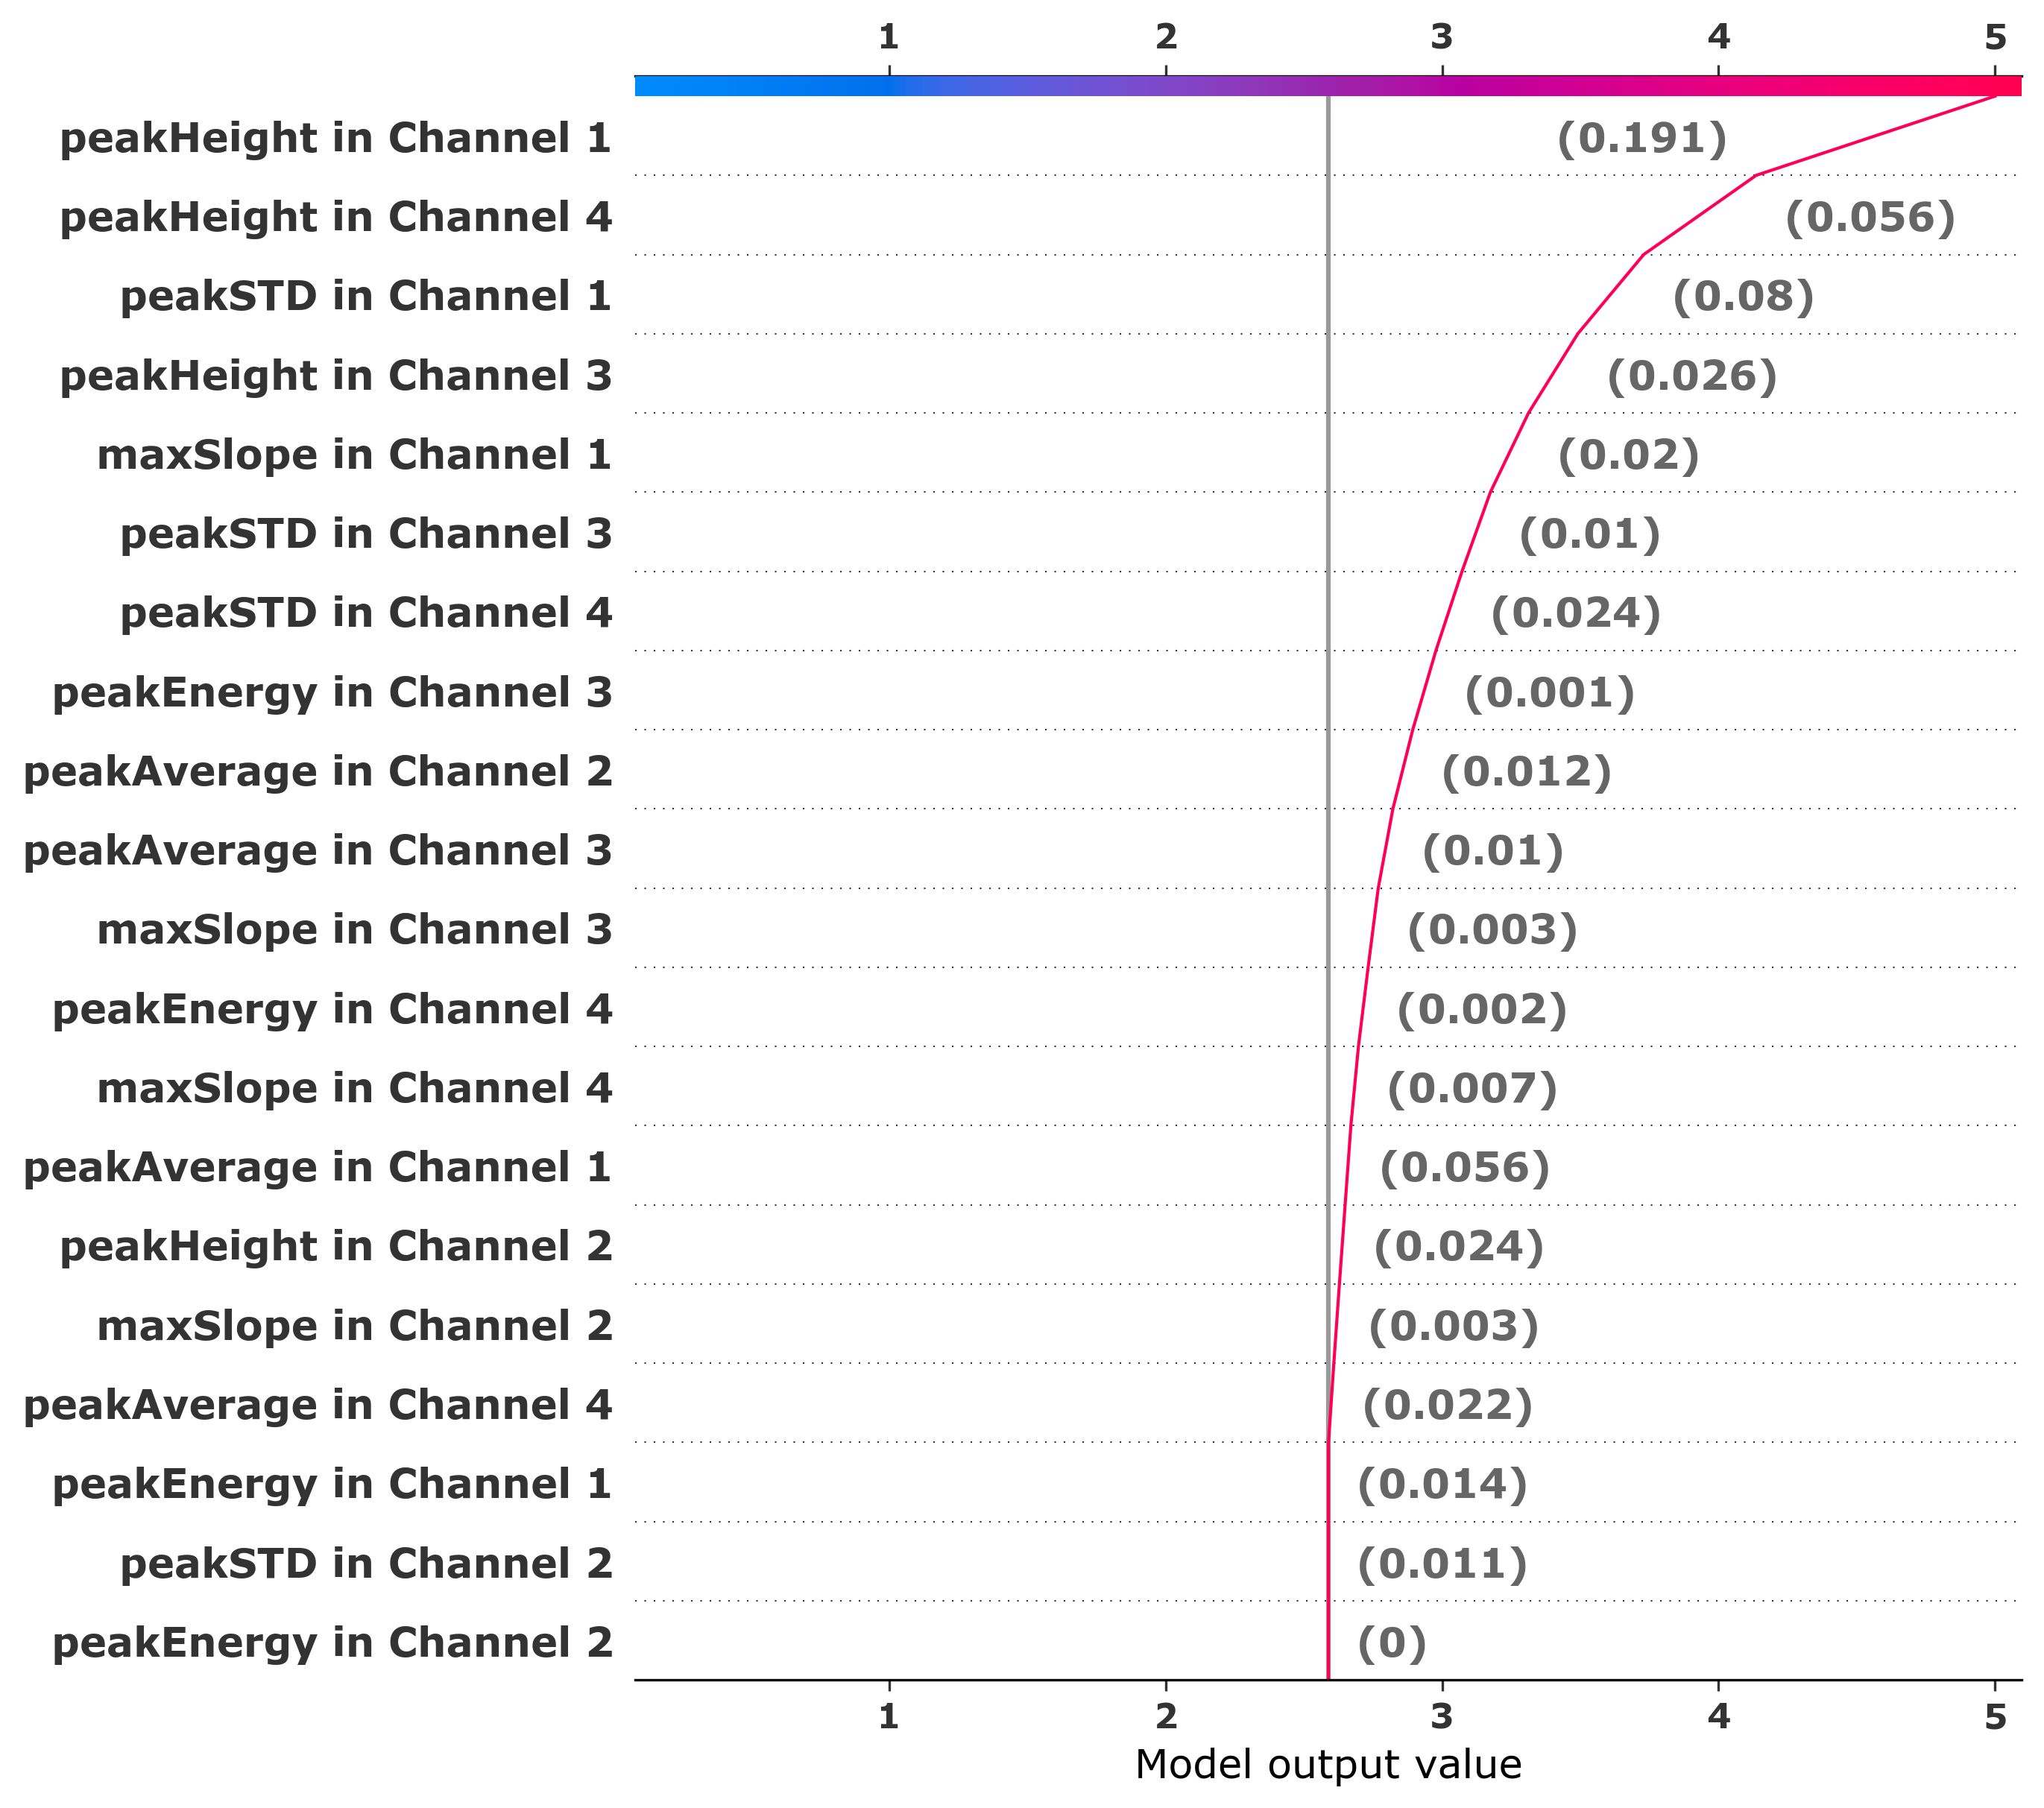 1 2 3 4 5
peakHeight in Channel 1 (0.191)
peakHeight in Channel 4 (0.056)
peakSTD in Channel 1 (0.08)
peakHeight in Channel 3 (0.026)
maxSlope in Channel 1 (0.02)
peakSTD in Channel 3 (0.01)
peakSTD in Channel 4 (0.024)
peakEnergy in Channel 3 (0.001)
peakAverage in Channel 2 (0.012)
peakAverage in Channel 3 (0.01)
maxSlope in Channel 3 (0.003)
peakEnergy in Channel 4 (0.002)
maxSlope in Channel 4 (0.007)
peakAverage in Channel 1 (0.056)
peakHeight in Channel 2 (0.024)
maxSlope in Channel 2 (0.003)
peakAverage in Channel 4 (0.022)
peakEnergy in Channel 1 (0.014)
peakSTD in Channel 2 (0.011)
peakEnergy in Channel 2 (0)
1 2 3 4 5
Model output value